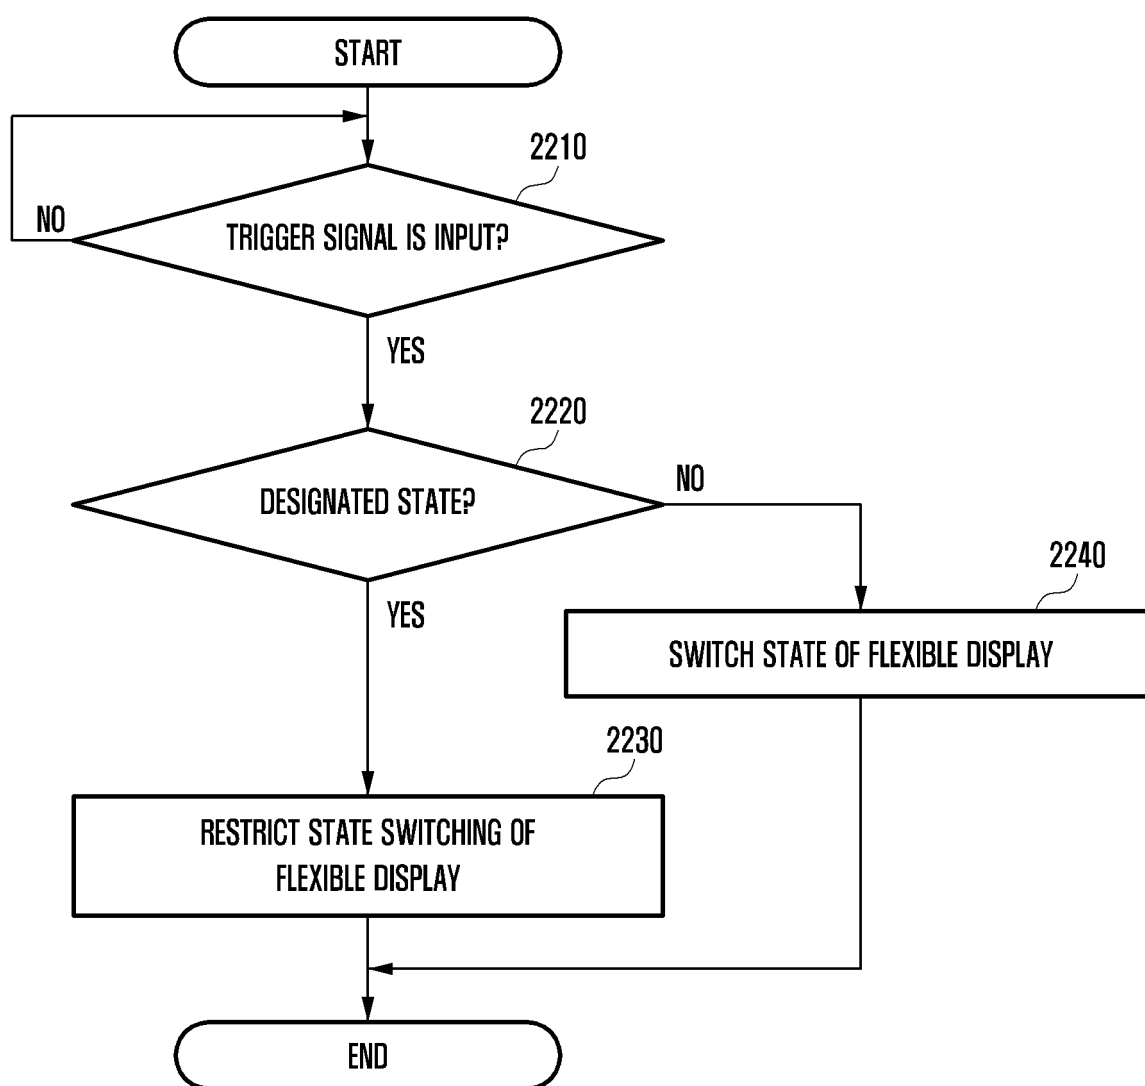 START
2210
NO
TRIGGER SIGNAL IS INPUT?
YES
2220
NO
DESIGNATED STATE?
2240
YES
SWITCH STATE OF FLEXIBLE DISPLAY
2230
RESTRICT STATE SWITCHING OF
FLEXIBLE DISPLAY
END